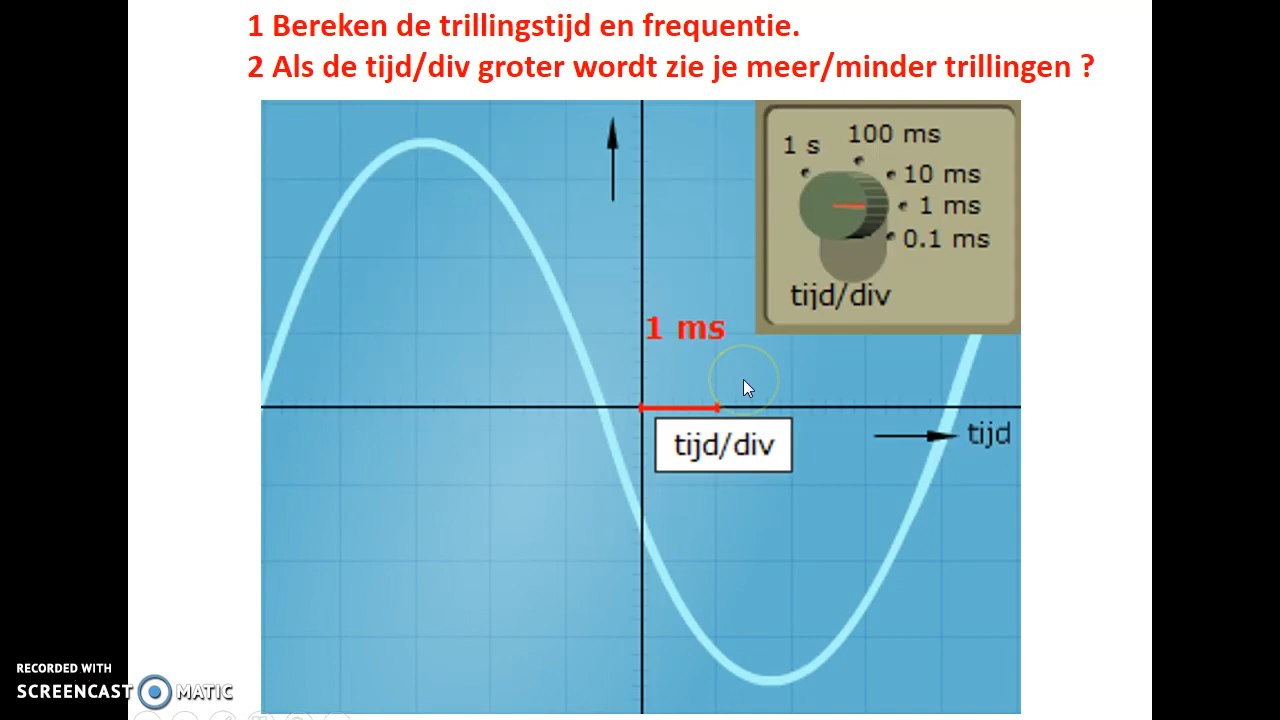 1 Bereken de trillingstijd en frequentie.
2 Als de tijd/div groter wordt zie je meer/minder trillingen ?
1 s
100 ms
10 ms
1 ms
0.1 ms
tijd/div
1 ms
tijd/div
tijd
RECORDED WITH
SCREENCAST MATIC